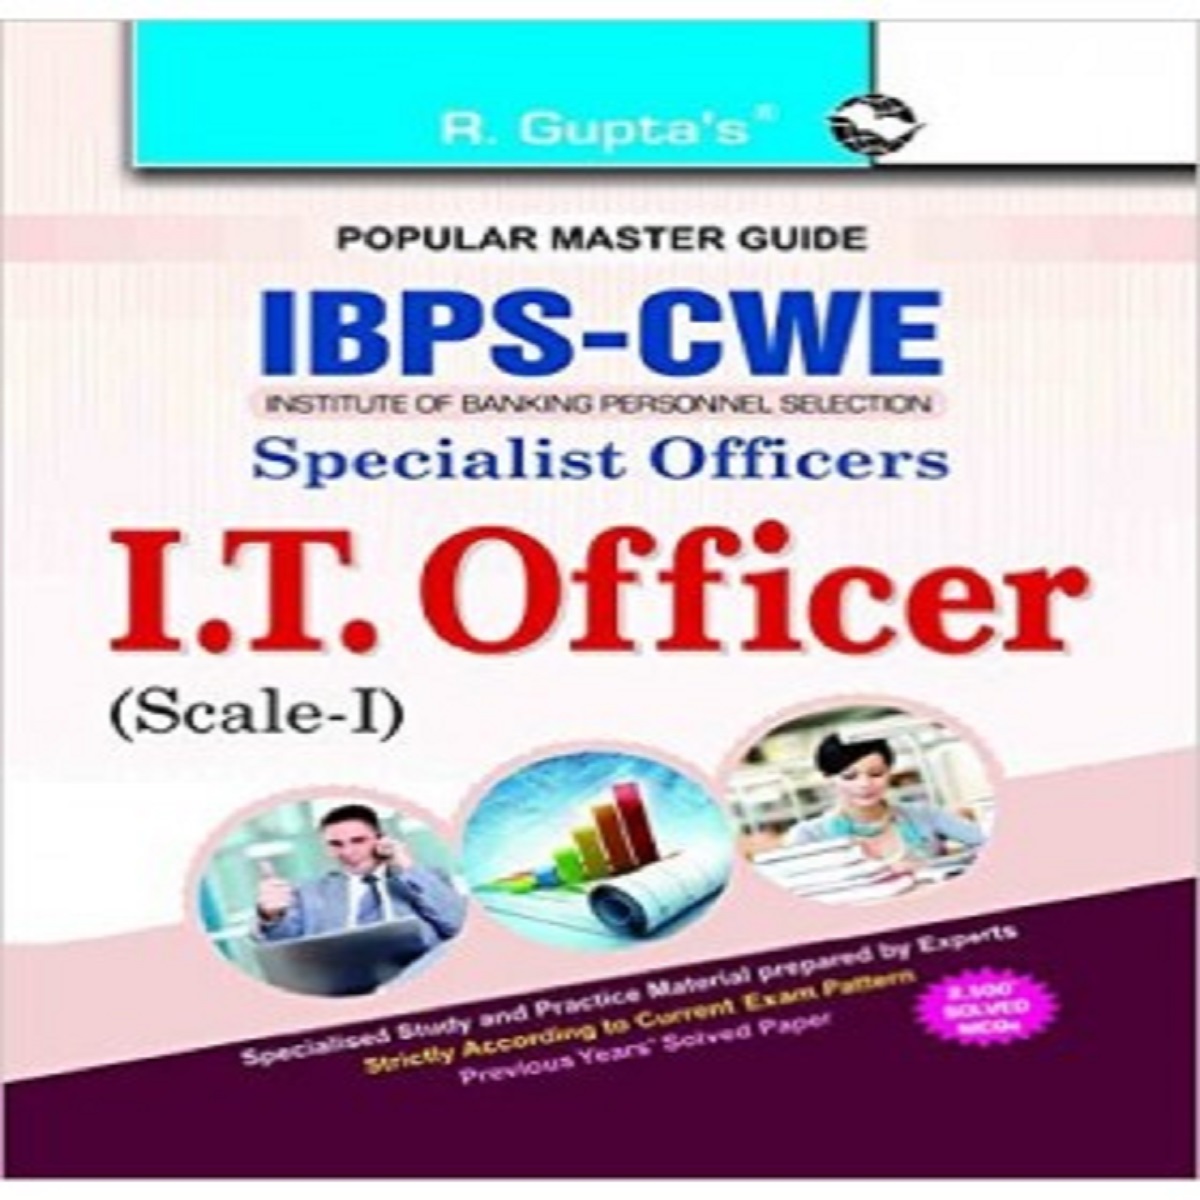 R. Gupta's®
POPULAR MASTER GUIDE
IBPS-CWE
INSTITUTE OF BANKING PERSONNEL SELECTION
Specialist Officers
I.T. Officer
(Scale-I)
Specialised Study and Practice Material prepared by Experts
Strictly According to Current Exam Pattern
Previous Years' Solved Paper
SOLVED
MCQs